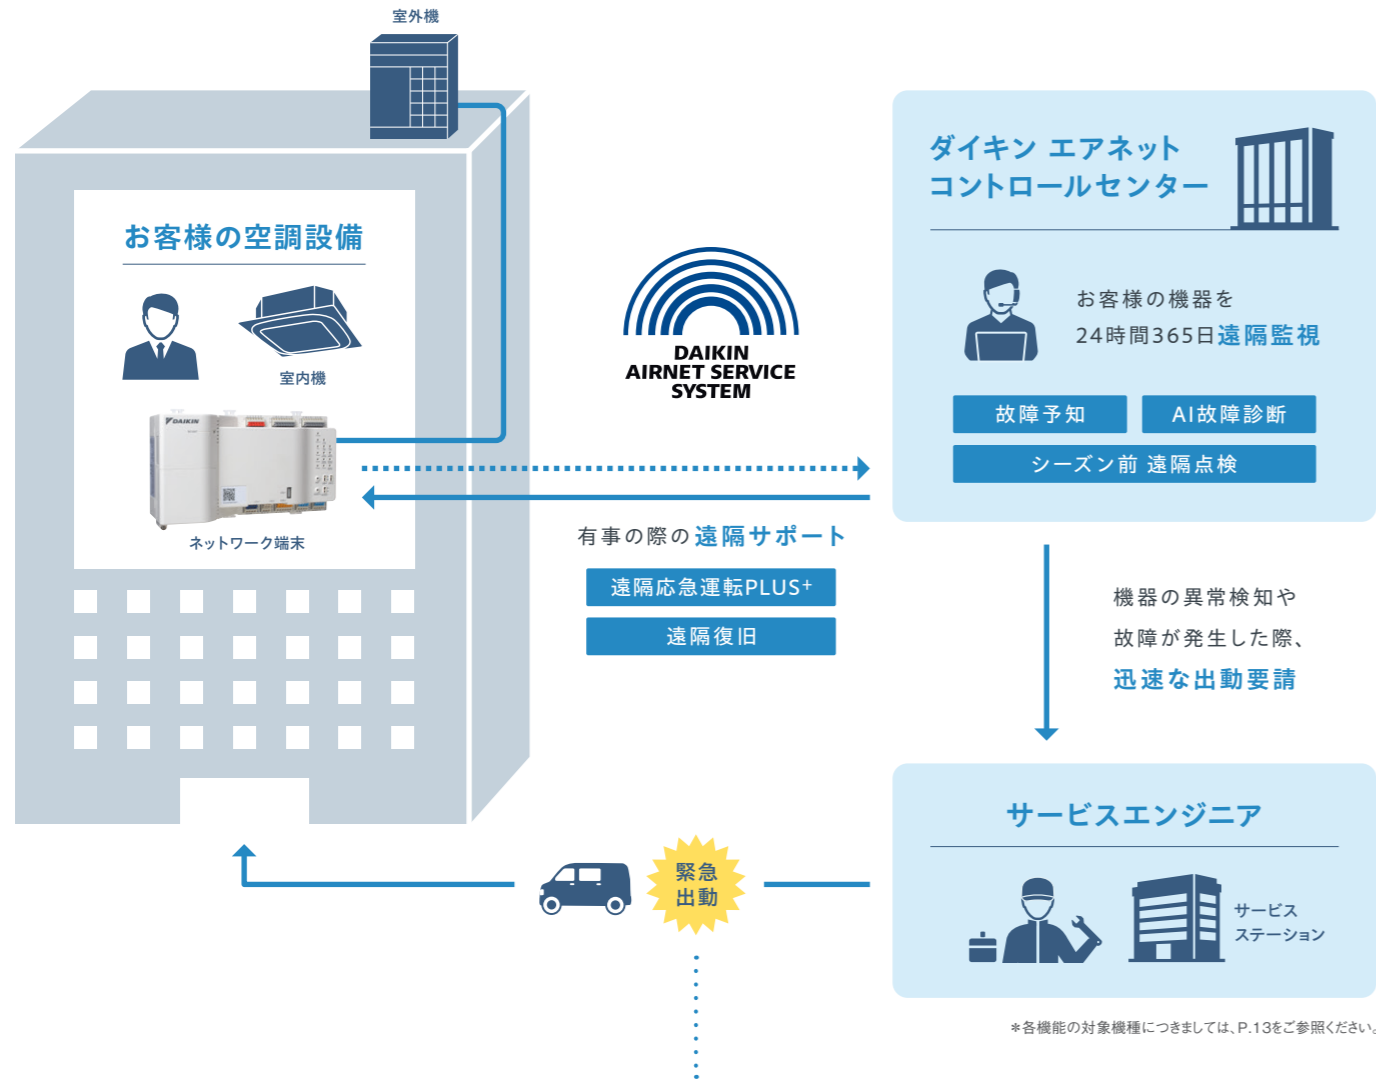 室外機
お客様の空調設備
室内機
DAIKIN
ネットワーク端末
DAIKIN
AIRNET SERVICE
SYSTEM
有事の際の遠隔サポート
遠隔応急運転PLUS+
遠隔復旧
ダイキン エアネット
コントロールセンター
お客様の機器を
24時間365日遠隔監視
故障予知
AI故障診断
シーズン前 遠隔点検
機器の異常検知や
故障が発生した際、
迅速な出動要請
サービスエンジニア
サービス
ステーション
緊急
出動
*各機能の対象機種につきましては、P.13をご参照ください。